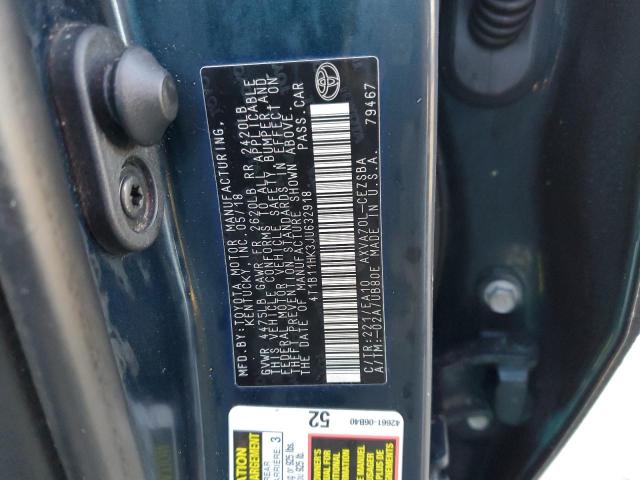 MFD. BY: TOYOTA MOTOR MANUFACTURING,
KENTUCKY, INC. 05/18
GVWR 4475LB GAWR FR 2620LB RR 2420LB
THIS VEHICLE CONFORMS TO ALL APPLICABLE
FEDERAL MOTOR VEHICLE SAFETY, BUMPER, AND
THEFT PREVENTION STANDARDS IN EFFECT ON
THE DATE OF MANUFACTURE SHOWN ABOVE.
4T1B11HK3JU632918 PASS. CAR
C/TR:221/FA10 AXVA70L-CEZSBA
A/TM:-02A/UB80E MADE IN U.S.A. 79467
52
42661-06B40
3